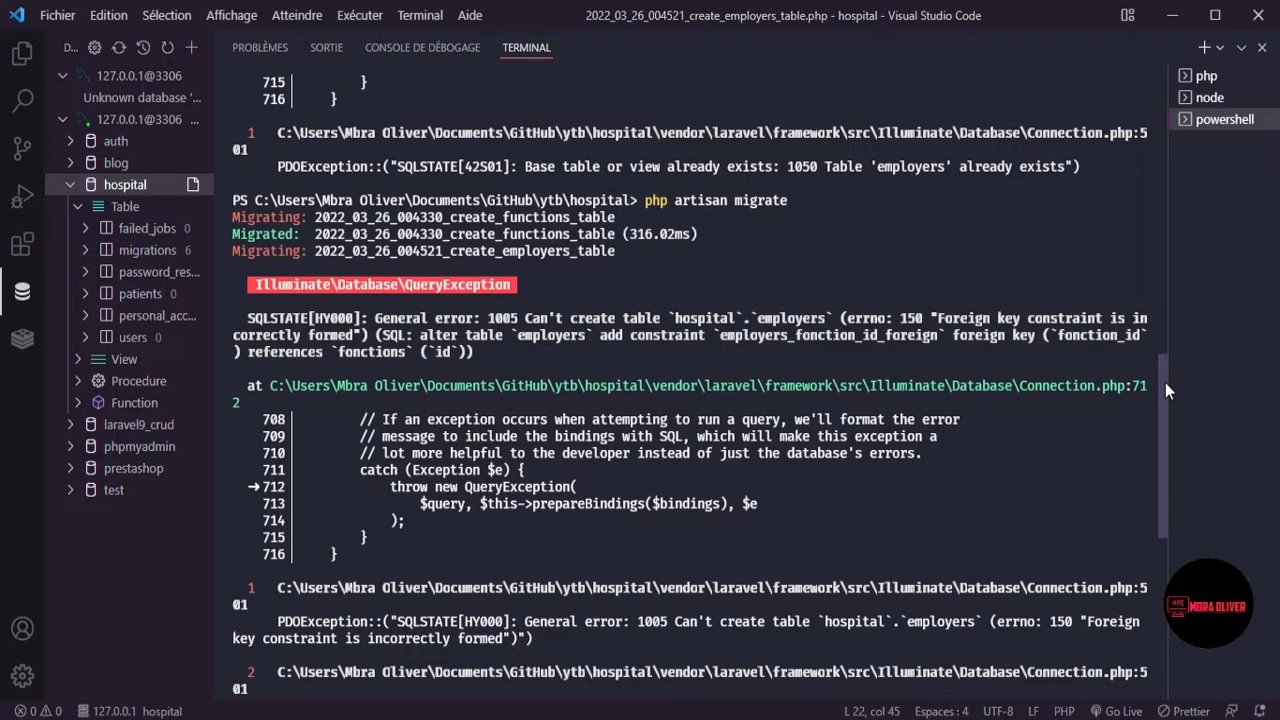 Fichier Edition Sélection Affichage Atteindre Exécuter Terminal Aide 2022_03_26_004521_create_employers_table.php - hospital - Visual Studio Code
D... PROBLÈMES SORTIE CONSOLE DE DÉBOGAGE TERMINAL
127.0.0.1@3306
Unknown database '...
127.0.0.1@3306 ...
auth
blog
hospital
Table
failed_jobs 0
migrations 6
password_res...
patients 0
personal_acc...
users 0
View
Procedure
Function
laravel9_crud
phpmyadmin
prestashop
test
715 }
716 }
1 C:\Users\Mbra Oliver\Documents\GitHub\ytb\hospital\vendor\laravel\framework\src\Illuminate\Database\Connection.php:5
01
PDOException::("SQLSTATE[42S01]: Base table or view already exists: 1050 Table 'employers' already exists")
PS C:\Users\Mbra Oliver\Documents\GitHub\ytb\hospital> php artisan migrate
Migrating: 2022_03_26_004330_create_functions_table
Migrated: 2022_03_26_004330_create_functions_table (316.02ms)
Migrating: 2022_03_26_004521_create_employers_table
Illuminate\Database\QueryException
SQLSTATE[HY000]: General error: 1005 Can't create table `hospital`.`employers` (errno: 150 "Foreign key constraint is in
correctly formed") (SQL: alter table `employers` add constraint `employers_fonction_id_foreign` foreign key (`fonction_id`
) references `fonctions` (`id`))
at C:\Users\Mbra Oliver\Documents\GitHub\ytb\hospital\vendor\laravel\framework\src\Illuminate\Database\Connection.php:71
2
708 // If an exception occurs when attempting to run a query, we'll format the error
709 // message to include the bindings with SQL, which will make this exception a
710 // lot more helpful to the developer instead of just the database's errors.
711 catch (Exception $e) {
➜ 712 throw new QueryException(
713 $query, $this->prepareBindings($bindings), $e
714 );
715 }
716 }
1 C:\Users\Mbra Oliver\Documents\GitHub\ytb\hospital\vendor\laravel\framework\src\Illuminate\Database\Connection.php:5
01
PDOException::("SQLSTATE[HY000]: General error: 1005 Can't create table `hospital`.`employers` (errno: 150 "Foreign
key constraint is incorrectly formed")")
2 C:\Users\Mbra Oliver\Documents\GitHub\ytb\hospital\vendor\laravel\framework\src\Illuminate\Database\Connection.php:5
01
php
node
powershell
API
MBRA OLIVER
0 0 127.0.0.1 hospital L 22, col 45 Espaces : 4 UTF-8 LF PHP Go Live Prettier